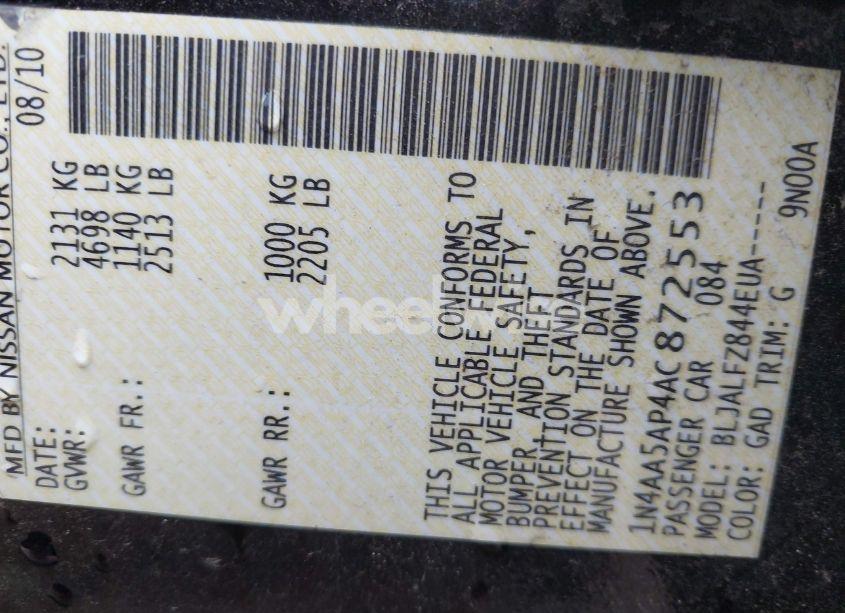 MFD BY NISSAN MOTOR CO., LTD.
DATE: 08/10
GVWR: 2131 KG
4698 LB
GAWR FR.: 1140 KG
2513 LB
GAWR RR.: 1000 KG
2205 LB
THIS VEHICLE CONFORMS TO
ALL APPLICABLE FEDERAL
MOTOR VEHICLE SAFETY,
BUMPER, AND THEFT
PREVENTION STANDARDS IN
EFFECT ON THE DATE OF
MANUFACTURE SHOWN ABOVE.
1N4AA5AP4AC872553
PASSENGER CAR 084
MODEL: BLJALFZ844EUA-----
COLOR: GAD TRIM: G 9N00A